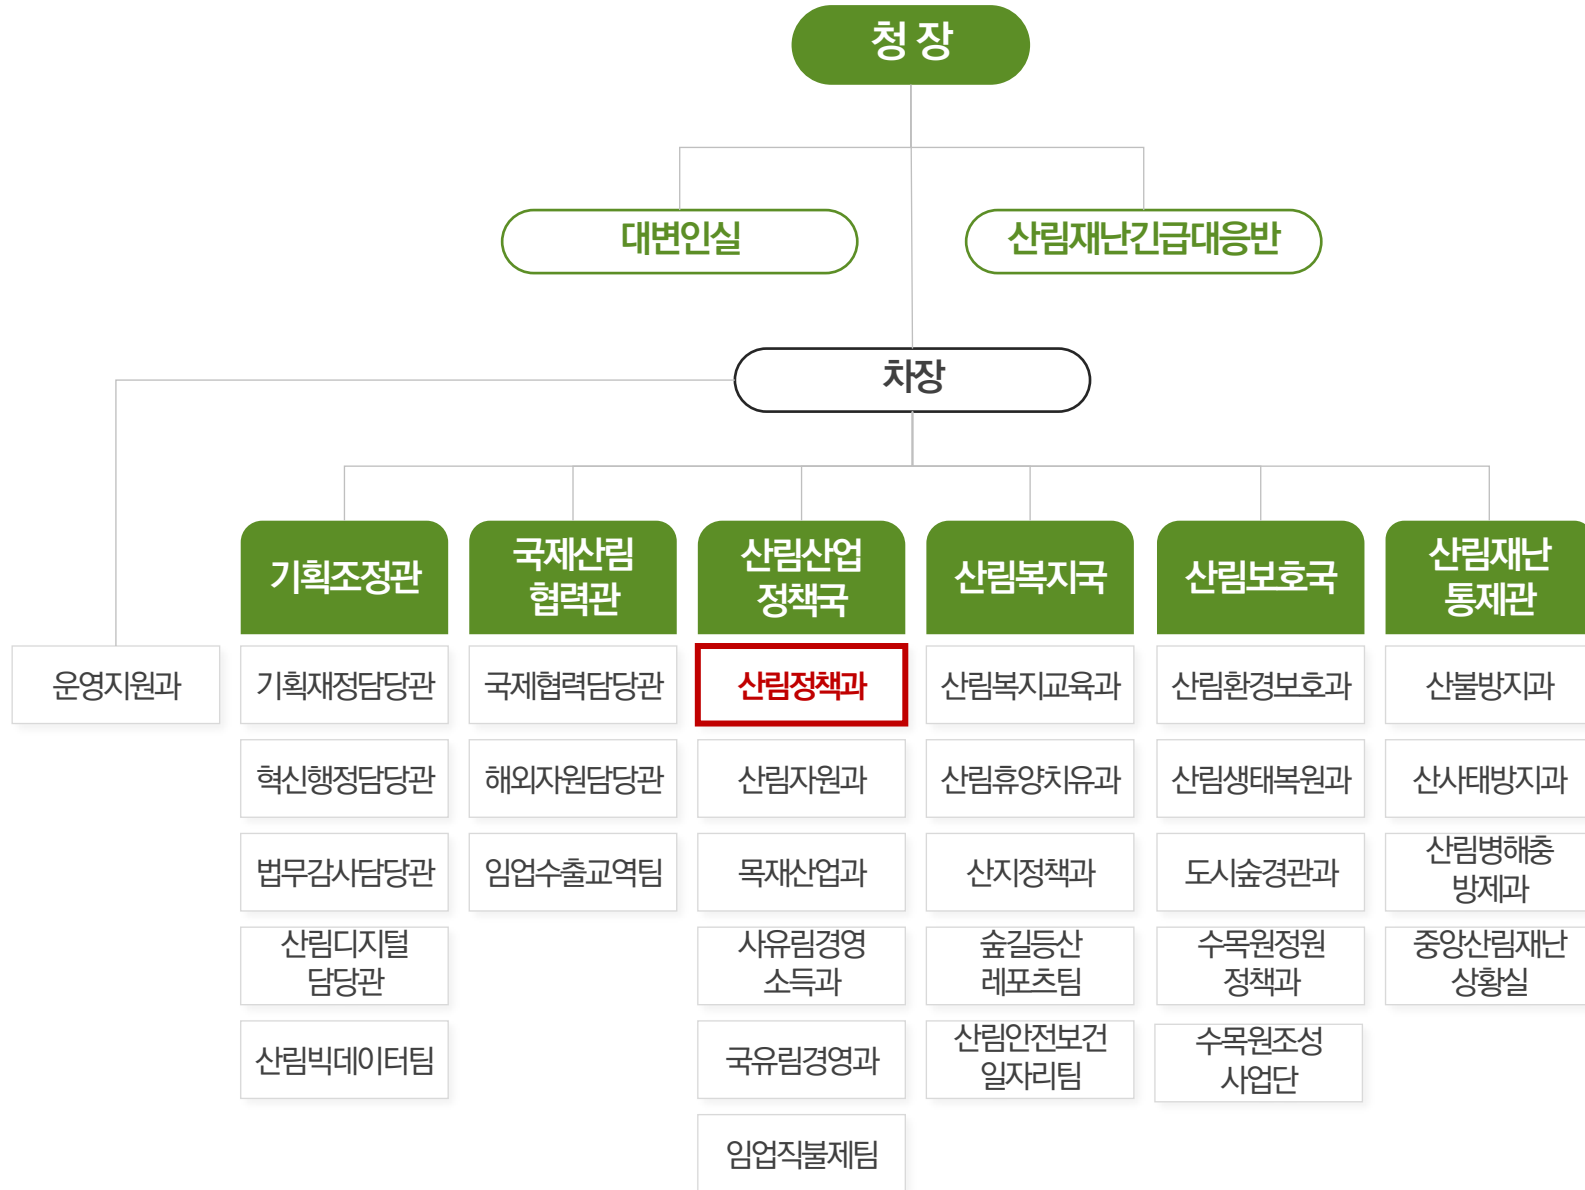 청 장
대변인실
산림재난긴급대응반
차장
기획조정관
국제산림
협력관
산림산업
정책국
산림복지국
산림보호국
산림재난
통제관
운영지원과
기획재정담당관
국제협력담당관
산림정책과
산림복지교육과
산림환경보호과
산불방지과
혁신행정담당관
해외자원담당관
산림자원과
산림휴양치유과
산림생태복원과
산사태방지과
법무감사담당관
임업수출교역팀
목재산업과
산지정책과
도시숲경관과
산림병해충
방제과
산림디지털
담당관
사유림경영
소득과
숲길등산
레포츠팀
수목원정원
정책과
중앙산림재난
상황실
산림빅데이터팀
국유림경영과
산림안전보건
일자리팀
수목원조성
사업단
임업직불제팀